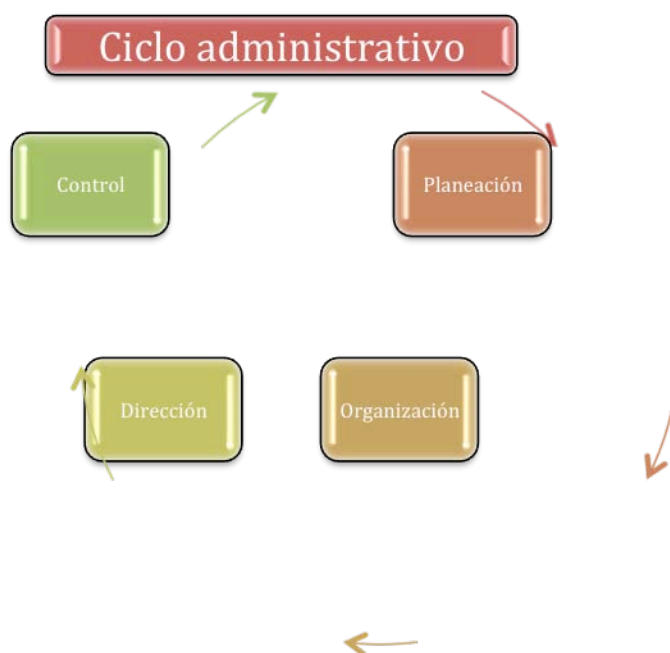 Ciclo administrativo
Control
Planeación
Dirección
Organización